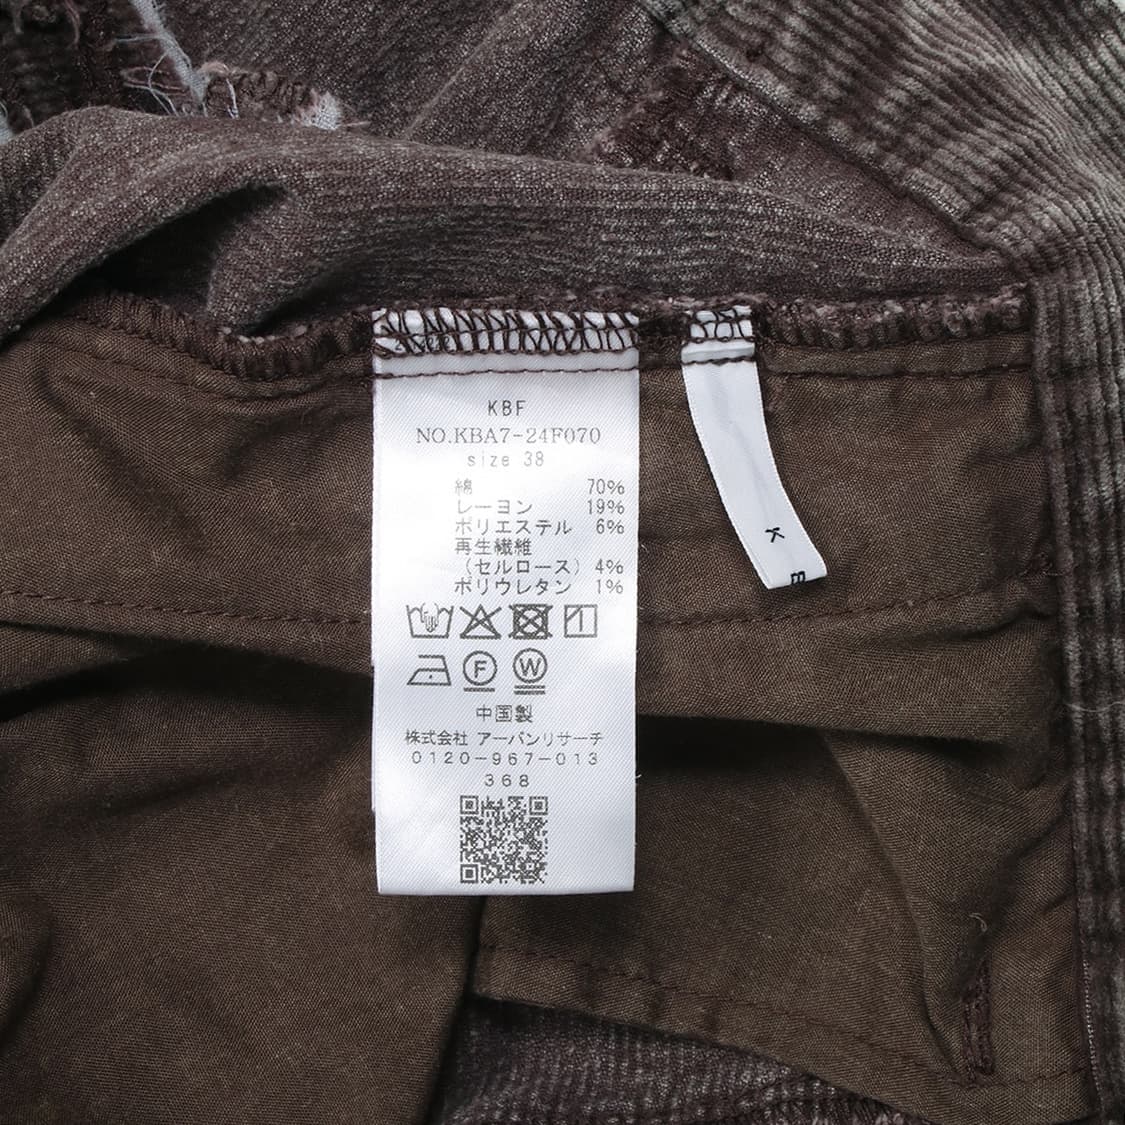 KBF
NO.KBA7-24F070
size 38
綿 70%
レーヨン 19%
ポリエステル 6%
再生繊維
（セルロース） 4%
ポリウレタン 1%
F W
中国製
株式会社 アーバンリサーチ
0120-967-013
368
K B